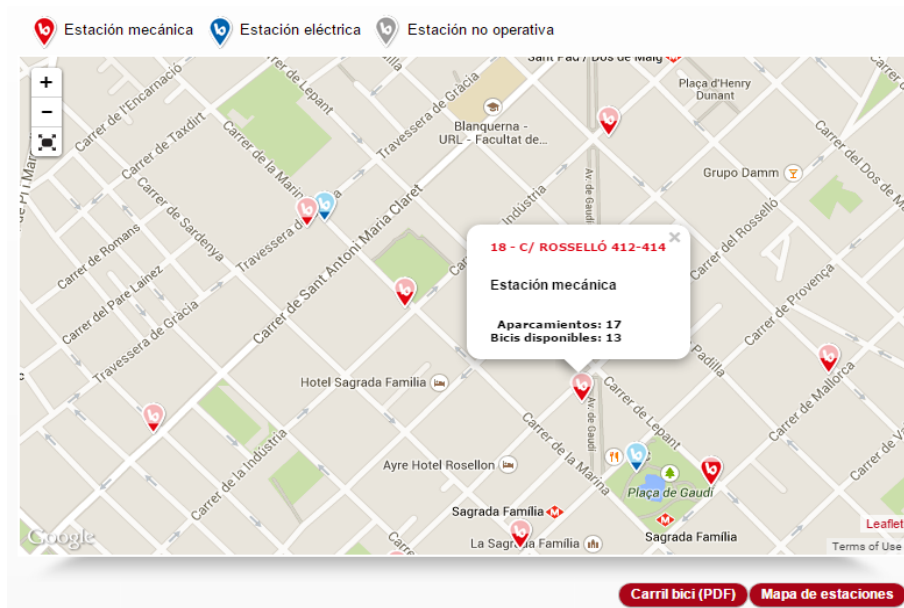 Estación mecánica
Estación eléctrica
Estación no operativa
+
−
Carrer de l'Encarnació
Carrer de Taxdirt
Carrer de Lepant
Travessera de Gràcia
Blanquerna -
URL - Facultat de...
Sant Pau / Dos de Maig
Plaça d'Henry
Dunant
Grupo Damm
Carrer del Dos de M
Carrer de la Marina
Carrer de Sardenya
Carrer de Romans
Carrer del Pare Laínez
Travessera de Gràcia
Travessera d
Carrer de Sant Antoni Maria Claret
Indústria
Av. de Gaudí
Carrer del Rosselló
Carrer de Provença
Padilla
Carrer de Mallorca
18 - C/ ROSSELLÓ 412-414
×
Estación mecánica
Aparcamientos: 17
Bicis disponibles: 13
Hotel Sagrada Familia
Av. de Gaudí
Carrer de Lepant
Carrer de la Marina
Carrer de la Indústria
Ayre Hotel Rosellon
Plaça de Gaudí
Sagrada Família
La Sagrada Família
Sagrada Família
Google
Leaflet
Terms of Use
Carril bici (PDF)
Mapa de estaciones